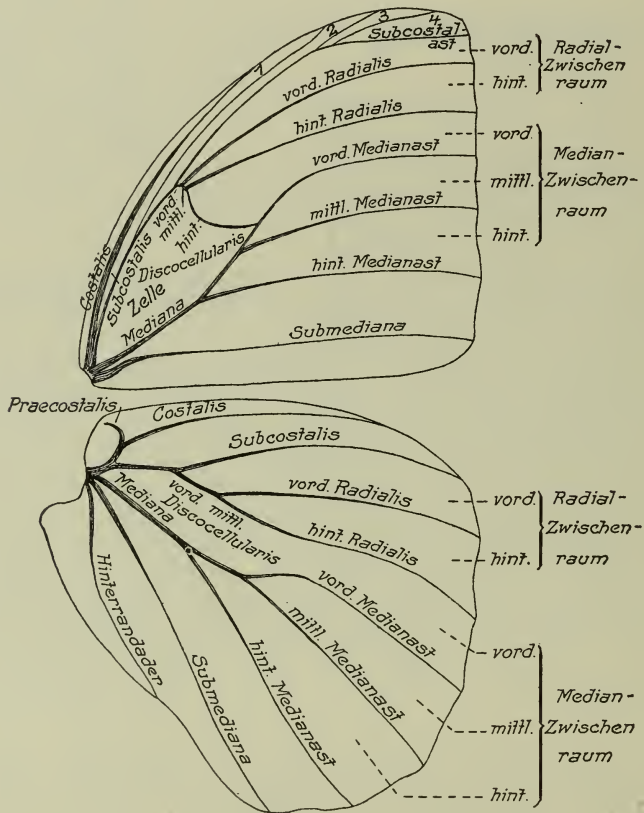 1
2
3
4
Subcostal-
ast
vord. Radialis
hint. Radialis
vord. Medianast
mittl. Medianast
hint. Medianast
Submediana
Costalis
Subcostalis
vord.
mittl.
hint.
Discocellularis
Zelle
Mediana
vord.
hint.
Radial-
Zwischen
raum
vord.
mittl.
hint.
Median-
Zwischen-
raum
Praecostalis
Costalis
Subcostalis
vord. Radialis
hint. Radialis
vord. mittl.
Discocellularis
Mediana
vord. Medianast
mittl. Medianast
hint. Medianast
Submediana
Hinterrandader
vord.
hint.
Radial-
Zwischen-
raum
vord.
mittl.
hint.
Median-
Zwischen
raum